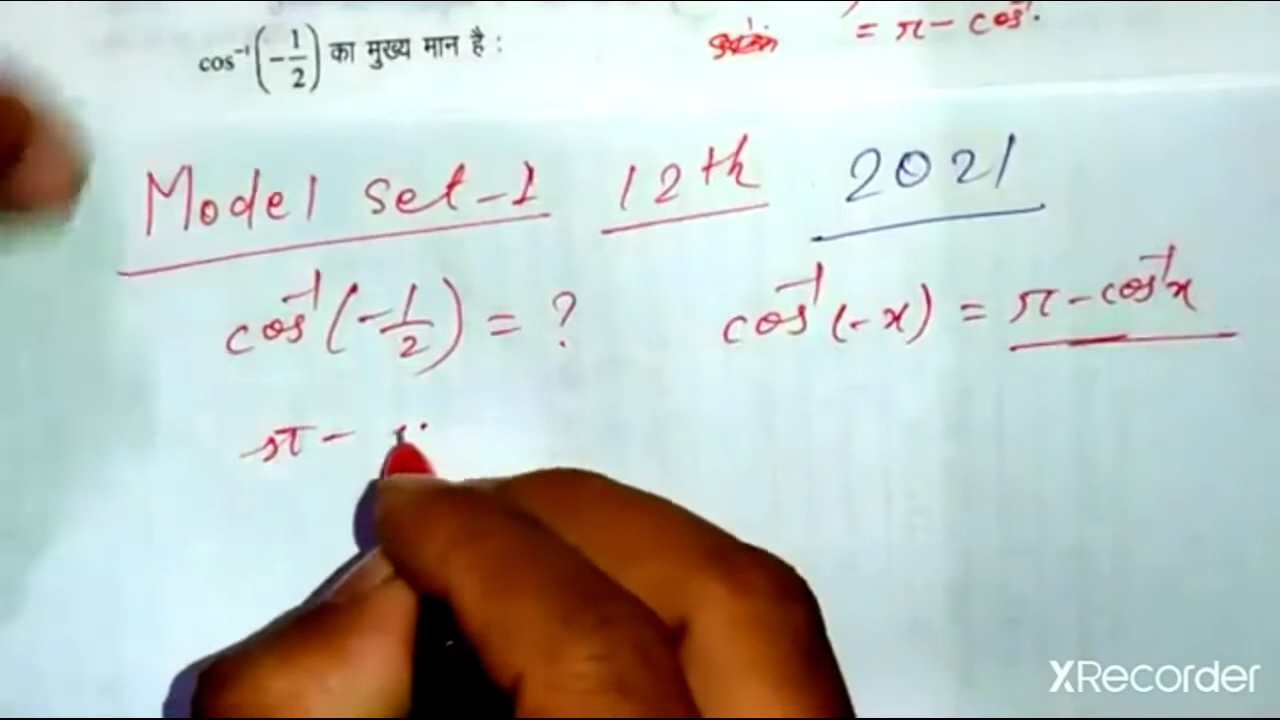 cos⁻¹(-1/2) का मुख्य मान है :
= π - cos⁻¹
Model Set-1 12th 2021
cos⁻¹(-1/2) = ?
cos⁻¹(-x) = π - cos⁻¹x
π -
XRecorder